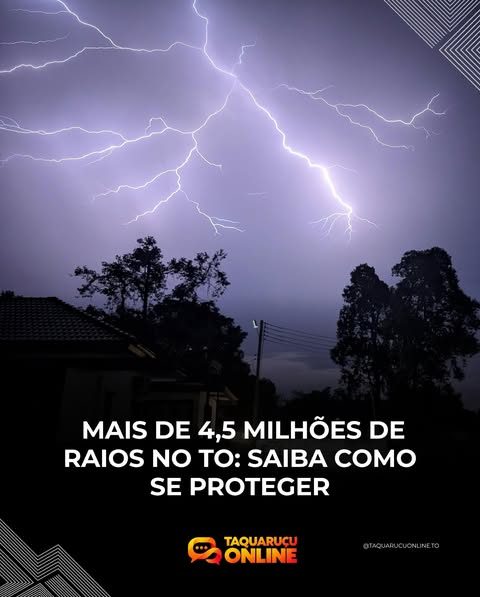 MAIS DE 4,5 MILHÕES DE
RAIOS NO TO: SAIBA COMO
SE PROTEGER
TAQUARUÇU
ONLINE
@TAQUARUCUONLINE.TO